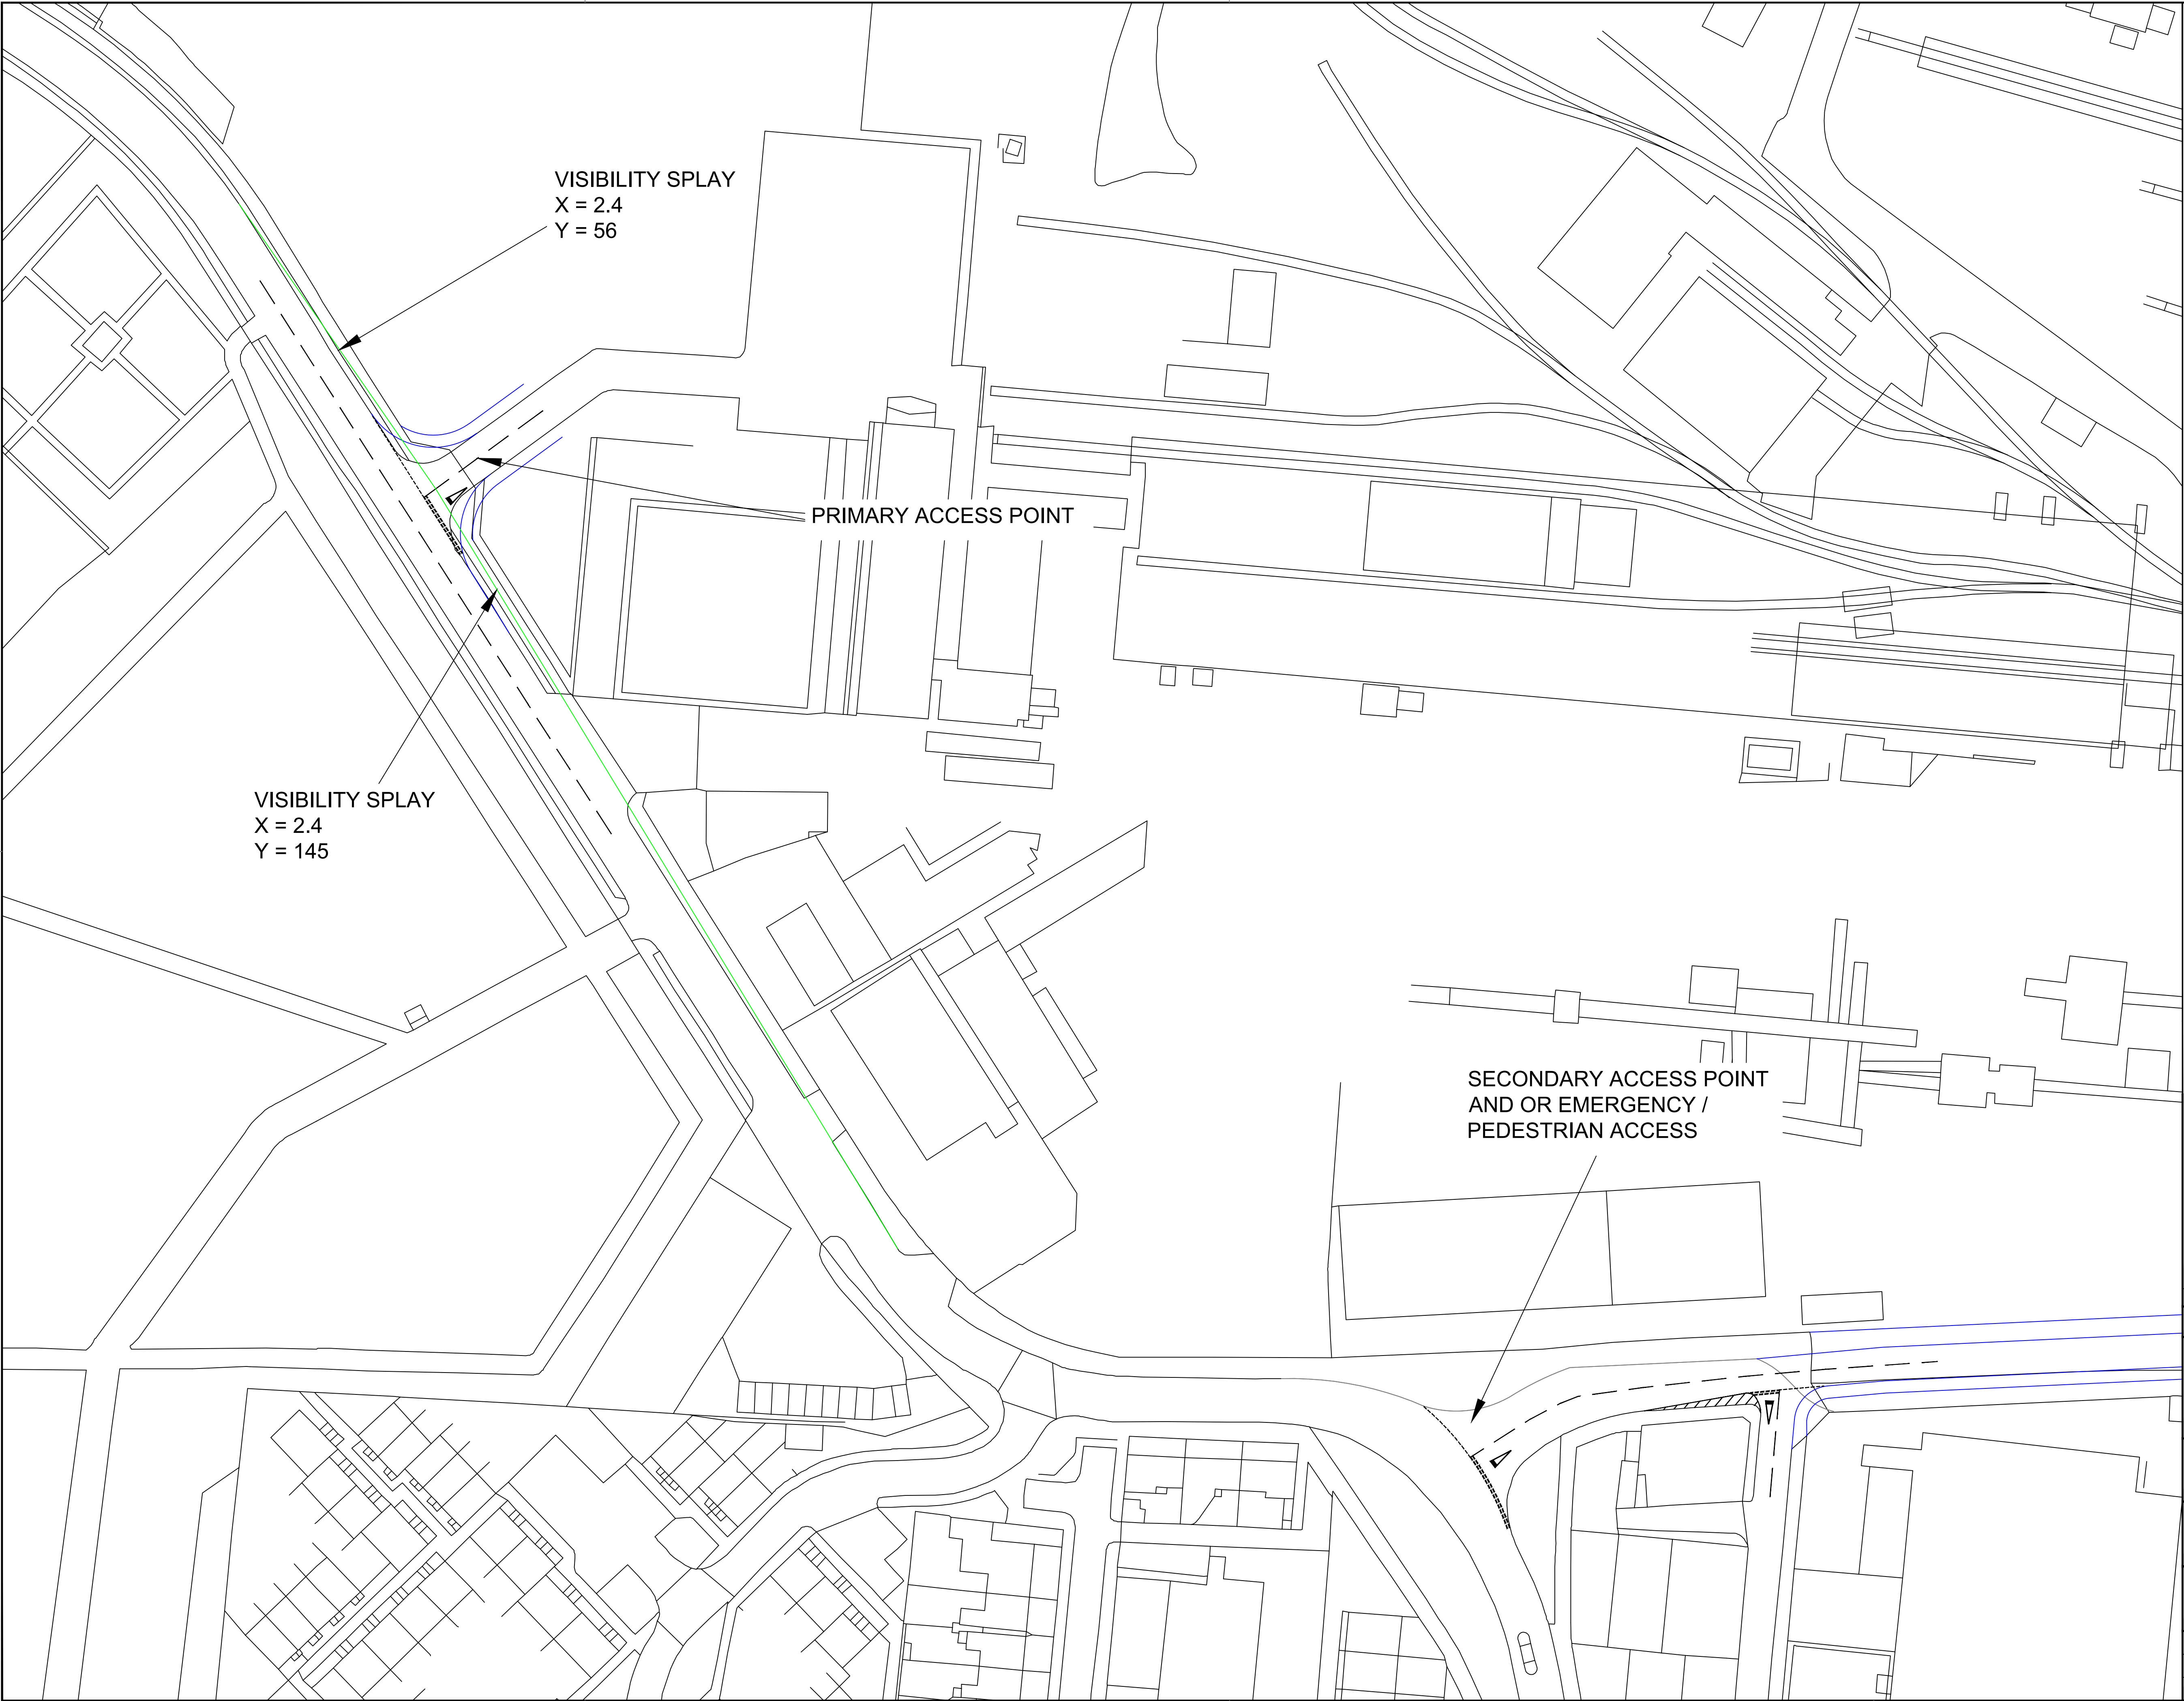 VISIBILITY SPLAY
X = 2.4
Y = 56
PRIMARY ACCESS POINT
VISIBILITY SPLAY
X = 2.4
Y = 145
SECONDARY ACCESS POINT
AND OR EMERGENCY /
PEDESTRIAN ACCESS